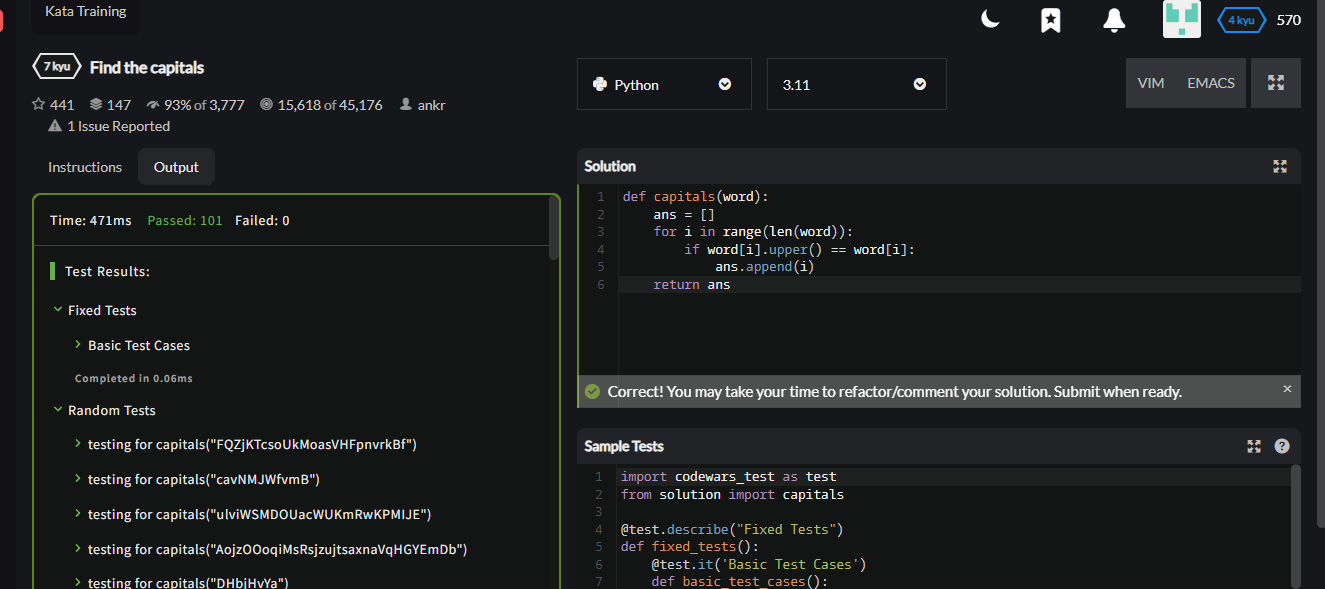 Kata Training
4 kyu 570
7 kyu Find the capitals
441 147 93% of 3,777 15,618 of 45,176 ankr
1 Issue Reported
Python
3.11
VIM EMACS
Instructions Output
Time: 471ms Passed: 101 Failed: 0
Test Results:
Fixed Tests
Basic Test Cases
Completed in 0.06ms
Random Tests
testing for capitals("FQZjKTcsoUkMoasVHFpnvrkBf")
testing for capitals("cavNMJWfvmB")
testing for capitals("ulviWSMDOUacWUKmRwKPMIJE")
testing for capitals("AojzOOoqiMsRsjzujtsaxnaVqHGYEmDb")
testing for capitals("DHbjHvYa")
Solution
1 def capitals(word):
2     ans = []
3     for i in range(len(word)):
4         if word[i].upper() == word[i]:
5             ans.append(i)
6     return ans
Correct! You may take your time to refactor/comment your solution. Submit when ready.
Sample Tests
1 import codewars_test as test
2 from solution import capitals
3
4 @test.describe("Fixed Tests")
5 def fixed_tests():
6     @test.it('Basic Test Cases')
7     def basic_test_cases():